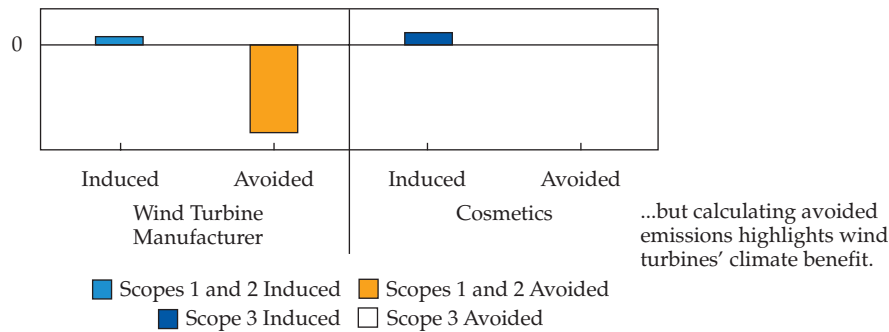 0
Induced Avoided Induced Avoided
Wind Turbine
Manufacturer
Cosmetics
...but calculating avoided
emissions highlights wind
turbines’ climate benefit.
Scopes 1 and 2 Induced Scopes 1 and 2 Avoided
Scope 3 Induced Scope 3 Avoided